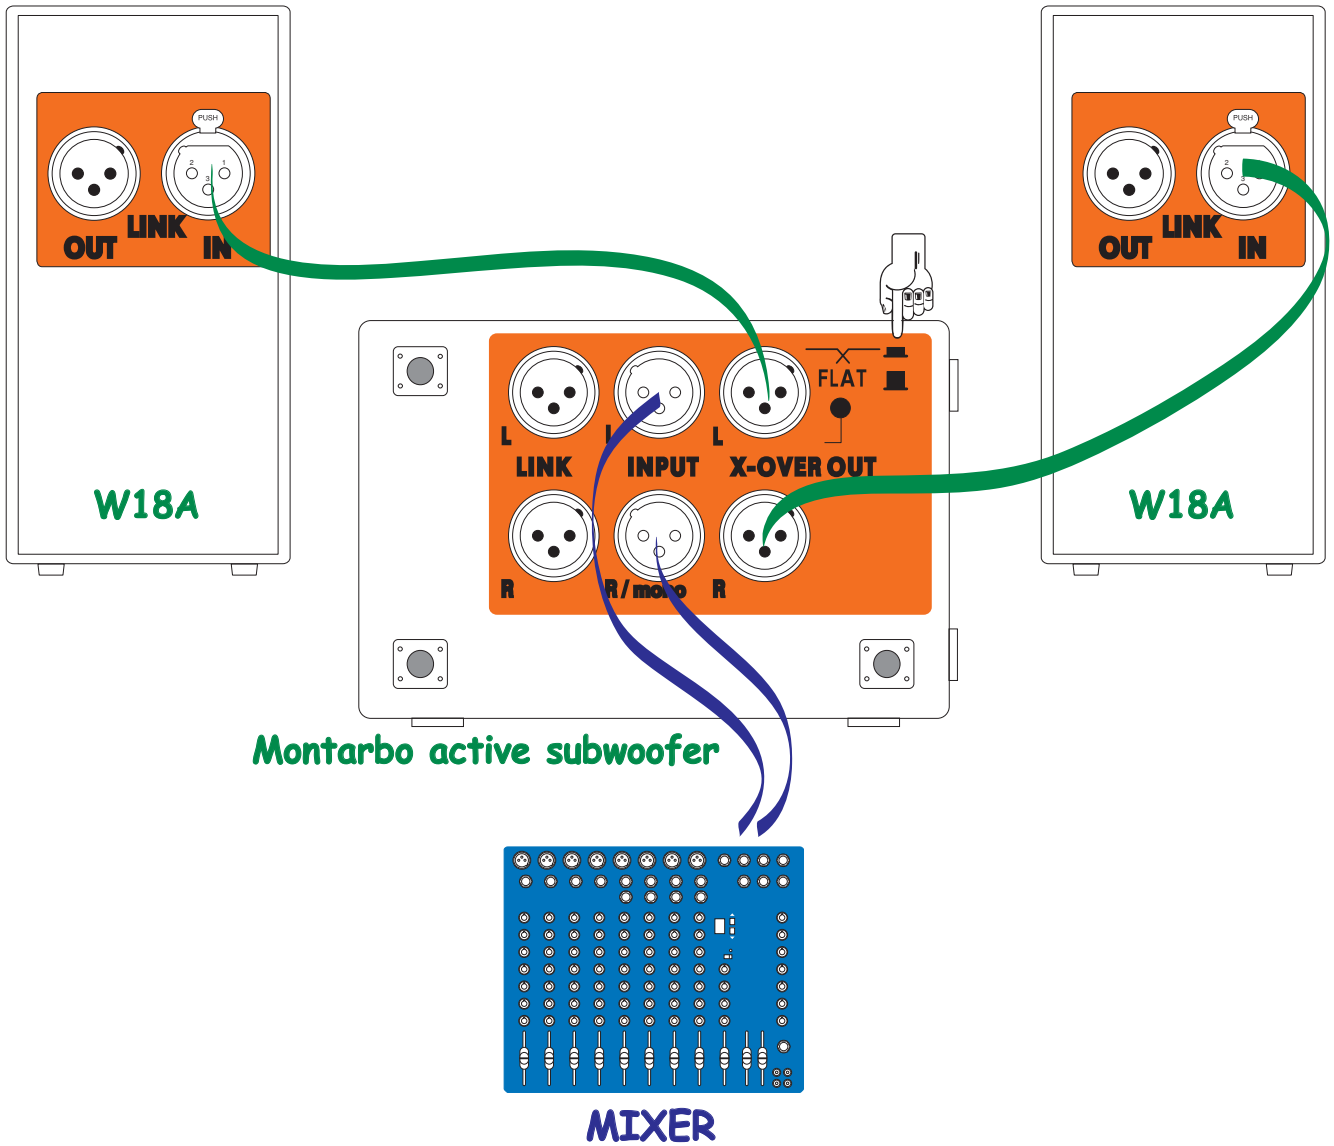 PUSH
2 1
3
LINK
OUT IN
PUSH
2
3
LINK
OUT IN
FLAT
L L L
LINK INPUT X-OVER OUT
R R / mono R
W18A
W18A
Montarbo active subwoofer
MIXER